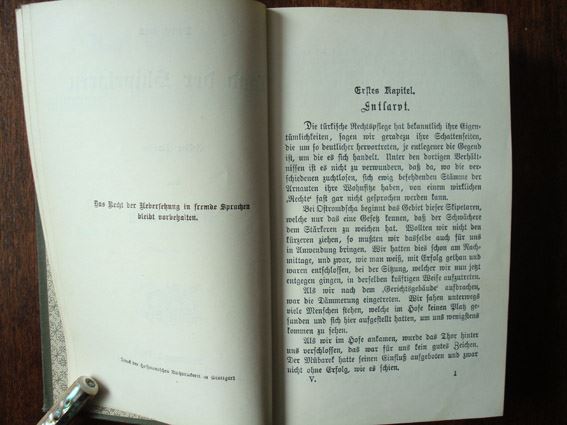 Das Recht der Uebersetzung in fremde Sprachen
bleibt vorbehalten.
Druck der Hoffmannschen Buchdruckerei in Stuttgart
Erstes Kapitel.
Entlarvt.
Die türkische Rechtspflege hat bekanntlich ihre Eigen-
tümlichkeiten, sagen wir geradezu ihre Schattenseiten,
die um so deutlicher hervortreten, je entlegener die Gegend
ist, um die es sich handelt. Unter den dortigen Verhält-
nissen ist es nicht zu verwundern, daß da, wo die ver-
schiedenen zuchtlosen, sich ewig befehdenden Stämme der
Arnauten ihre Wohnsitze haben, von einem wirklichen
„Rechte“ fast gar nicht gesprochen werden kann.
Bei Ostromdscha beginnt das Gebiet dieser Skipetaren,
welche nur das eine Gesetz kennen, daß der Schwächere
dem Stärkeren zu weichen hat. Wollten wir nicht den
kürzeren ziehen, so mußten wir dasselbe auch für uns
in Anwendung bringen. Wir hatten dies schon am Nach-
mittage, und zwar, wie man weiß, mit Erfolg gethan und
waren entschlossen, bei der Sitzung, welcher wir nun jetzt
entgegen gingen, in derselben kräftigen Weise aufzutreten.
Als wir nach dem „Gerichtsgebäude“ aufbrachen,
war die Dämmerung eingetreten. Wir sahen unterwegs
viele Menschen stehen, welche im Hofe keinen Platz ge-
funden und sich hier aufgestellt hatten, um uns wenigstens
kommen zu sehen.
Als wir im Hofe ankamen, wurde das Thor hinter
uns verschlossen, das war für uns kein gutes Zeichen.
Der Mübarek hatte seinen Einfluß aufgeboten und zwar
nicht ohne Erfolg, wie es schien.
V. 1